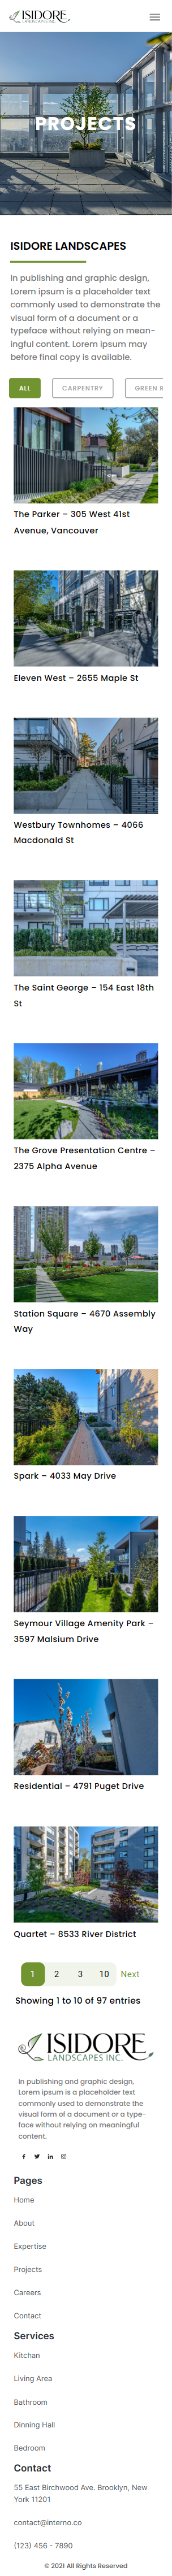 ISIDORE
LANDSCAPES INC.
PROJECTS
ISIDORE LANDSCAPES
In publishing and graphic design,
Lorem ipsum is a placeholder text
commonly used to demonstrate the
visual form of a document or a
typeface without relying on mean-
ingful content. Lorem ipsum may
before final copy is available.
ALL
CARPENTRY
GREEN R
The Parker – 305 West 41st
Avenue, Vancouver
Eleven West – 2655 Maple St
Westbury Townhomes – 4066
Macdonald St
The Saint George – 154 East 18th
St
The Grove Presentation Centre –
2375 Alpha Avenue
Station Square – 4670 Assembly
Way
Spark – 4033 May Drive
Seymour Village Amenity Park –
3597 Malsium Drive
Residential – 4791 Puget Drive
Quartet – 8533 River District
1 2 3 10 Next
Showing 1 to 10 of 97 entries
ISIDORE
LANDSCAPES INC.
In publishing and graphic design,
Lorem ipsum is a placeholder text
commonly used to demonstrate the
visual form of a document or a type-
face without relying on meaningful
content.
Pages
Home
About
Expertise
Projects
Careers
Contact
Services
Kitchan
Living Area
Bathroom
Dinning Hall
Bedroom
Contact
55 East Birchwood Ave. Brooklyn, New
York 11201
contact@interno.co
(123) 456 - 7890
© 2021 All Rights Reserved